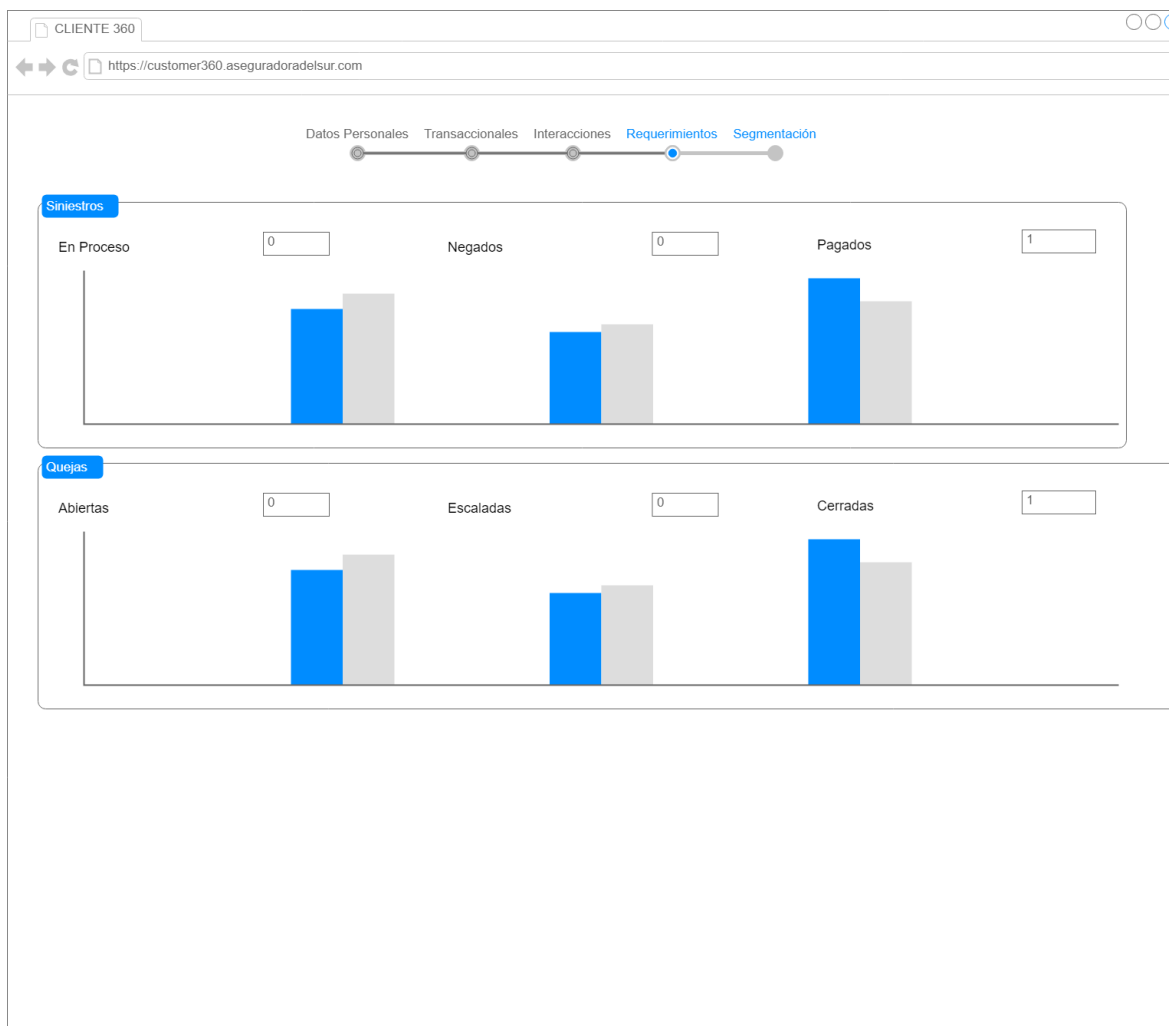 CLIENTE 360
https://customer360.aseguradoradelsur.com
Datos Personales Transaccionales Interacciones Requerimientos Segmentación
Siniestros
En Proceso 0 Negados 0 Pagados 1
Quejas
Abiertas 0 Escaladas 0 Cerradas 1